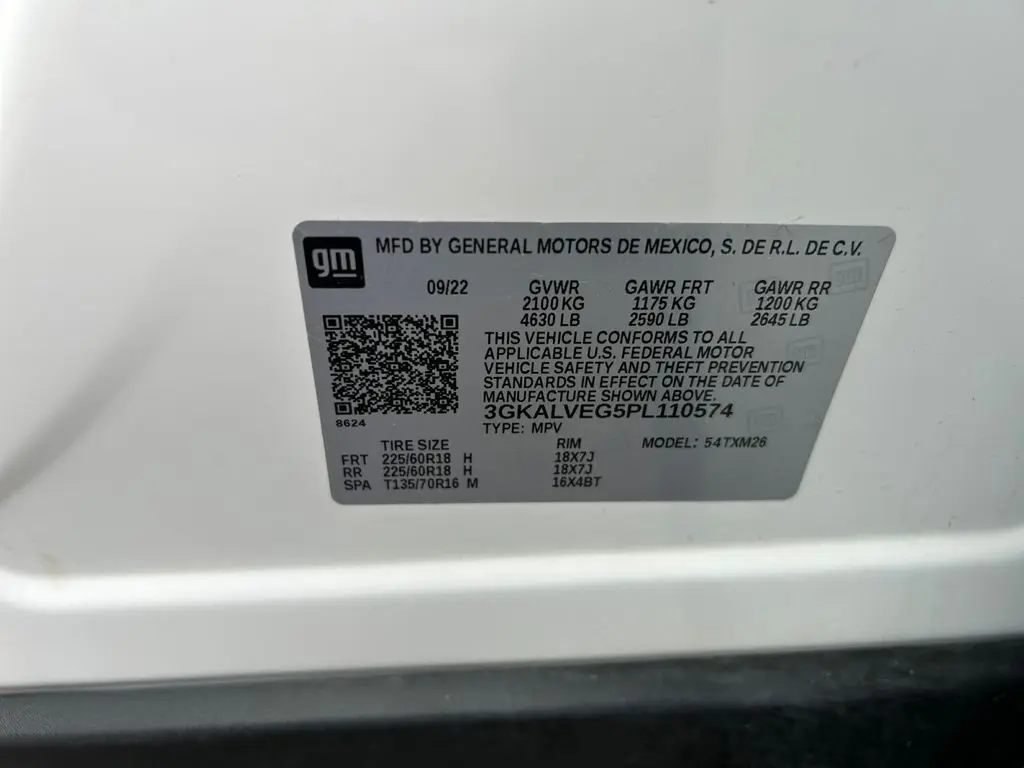 gm MFD BY GENERAL MOTORS DE MEXICO, S. DE R.L. DE C.V.
09/22 GVWR GAWR FRT GAWR RR
2100 KG 1175 KG 1200 KG
4630 LB 2590 LB 2645 LB
THIS VEHICLE CONFORMS TO ALL
APPLICABLE U.S. FEDERAL MOTOR
VEHICLE SAFETY AND THEFT PREVENTION
STANDARDS IN EFFECT ON THE DATE OF
MANUFACTURE SHOWN ABOVE.
3GKALVEG5PL110574
8624
TYPE: MPV
TIRE SIZE RIM MODEL: 54TXM26
FRT 225/60R18 H 18X7J
RR 225/60R18 H 18X7J
SPA T135/70R16 M 16X4BT